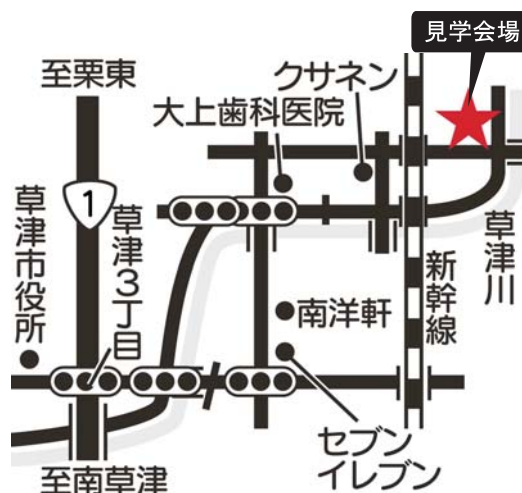 見学会場
至栗東
クサネン
大上歯科医院
1
草津市役所
草津3丁目
草津川
新幹線
南洋軒
セブン
イレブン
至南草津